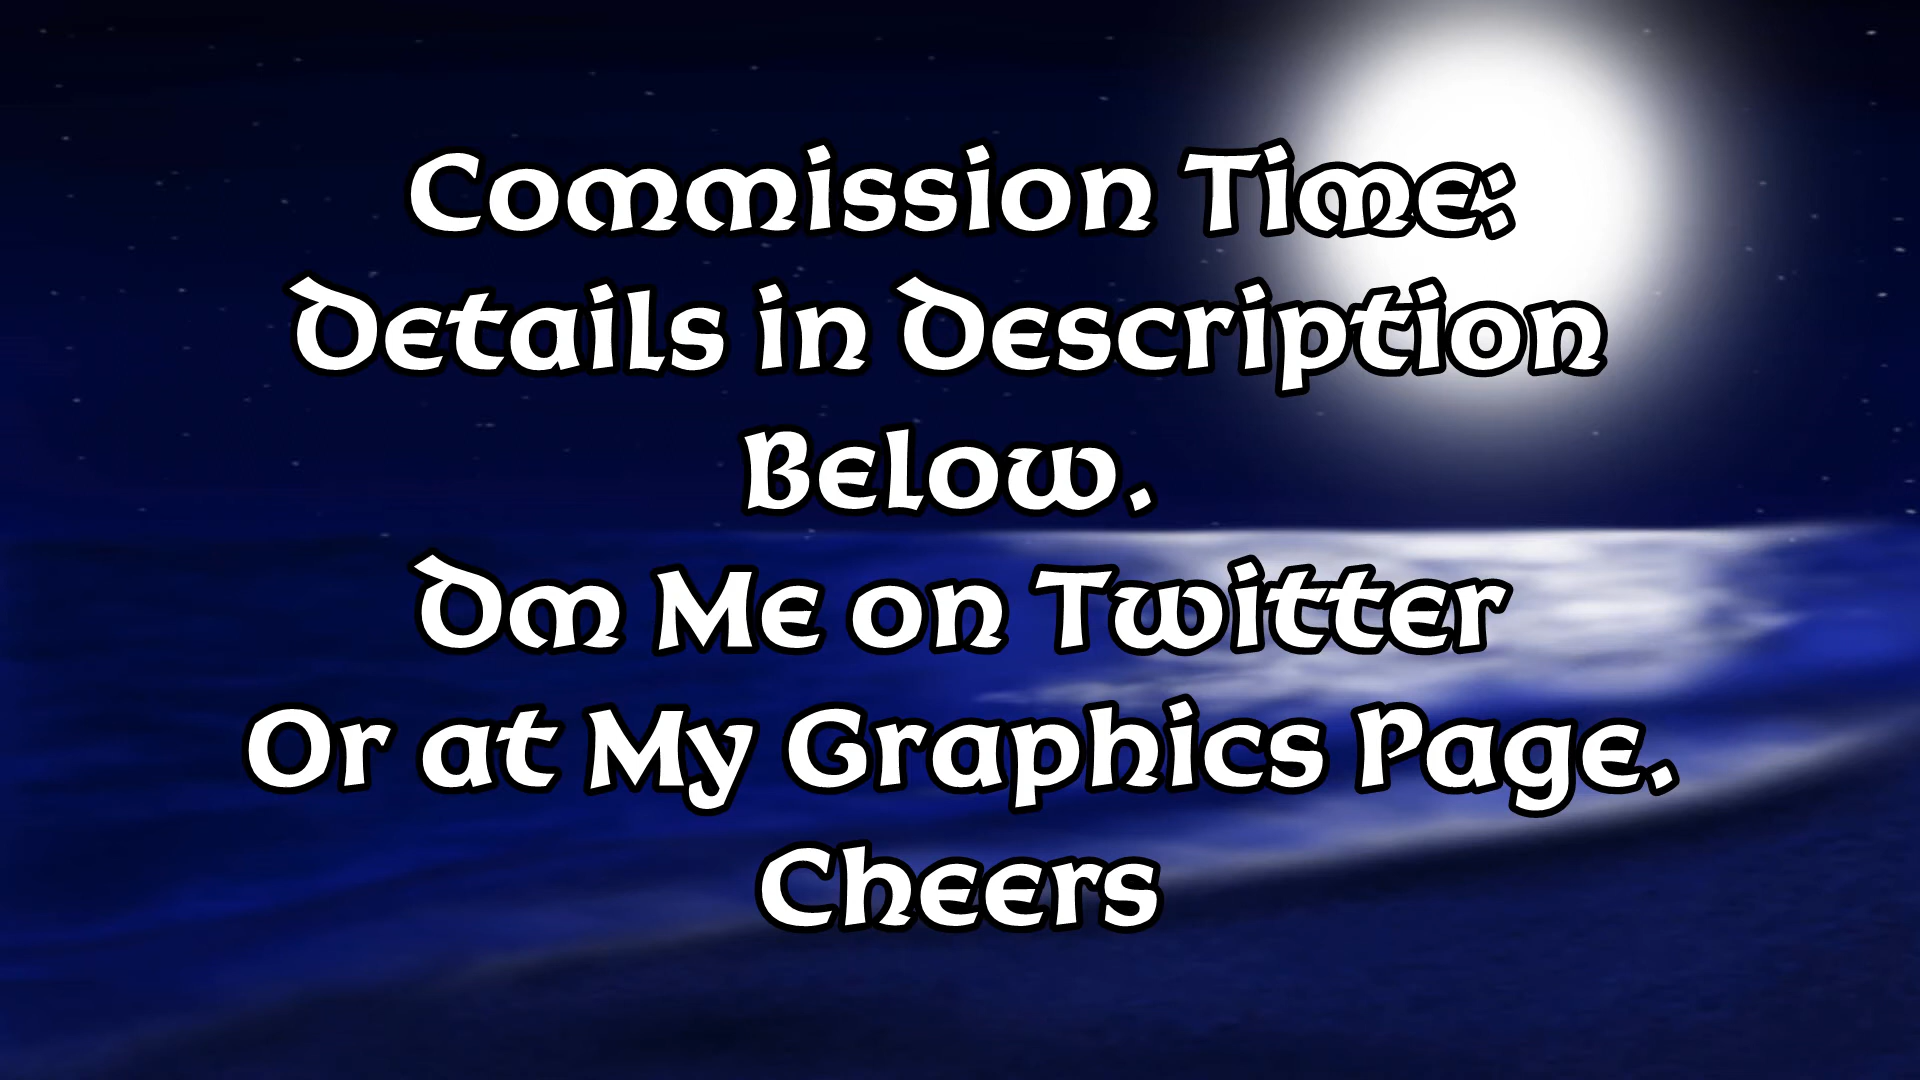 Commission Time:
Details in Description
Below.
Dm Me on Twitter
Or at My Graphics Page.
Cheers